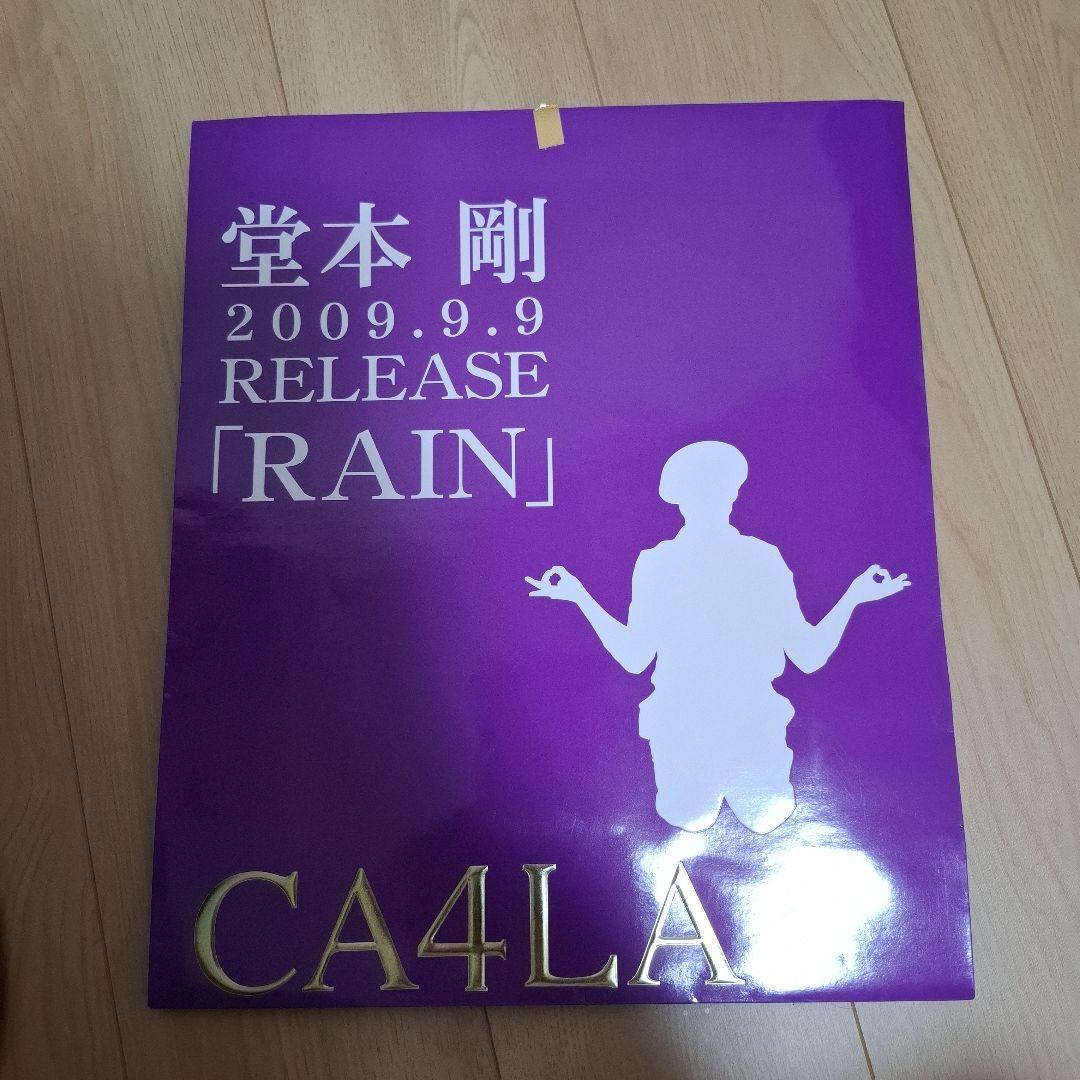 堂本 剛
2009.9.9
RELEASE
「RAIN」
CA4LA